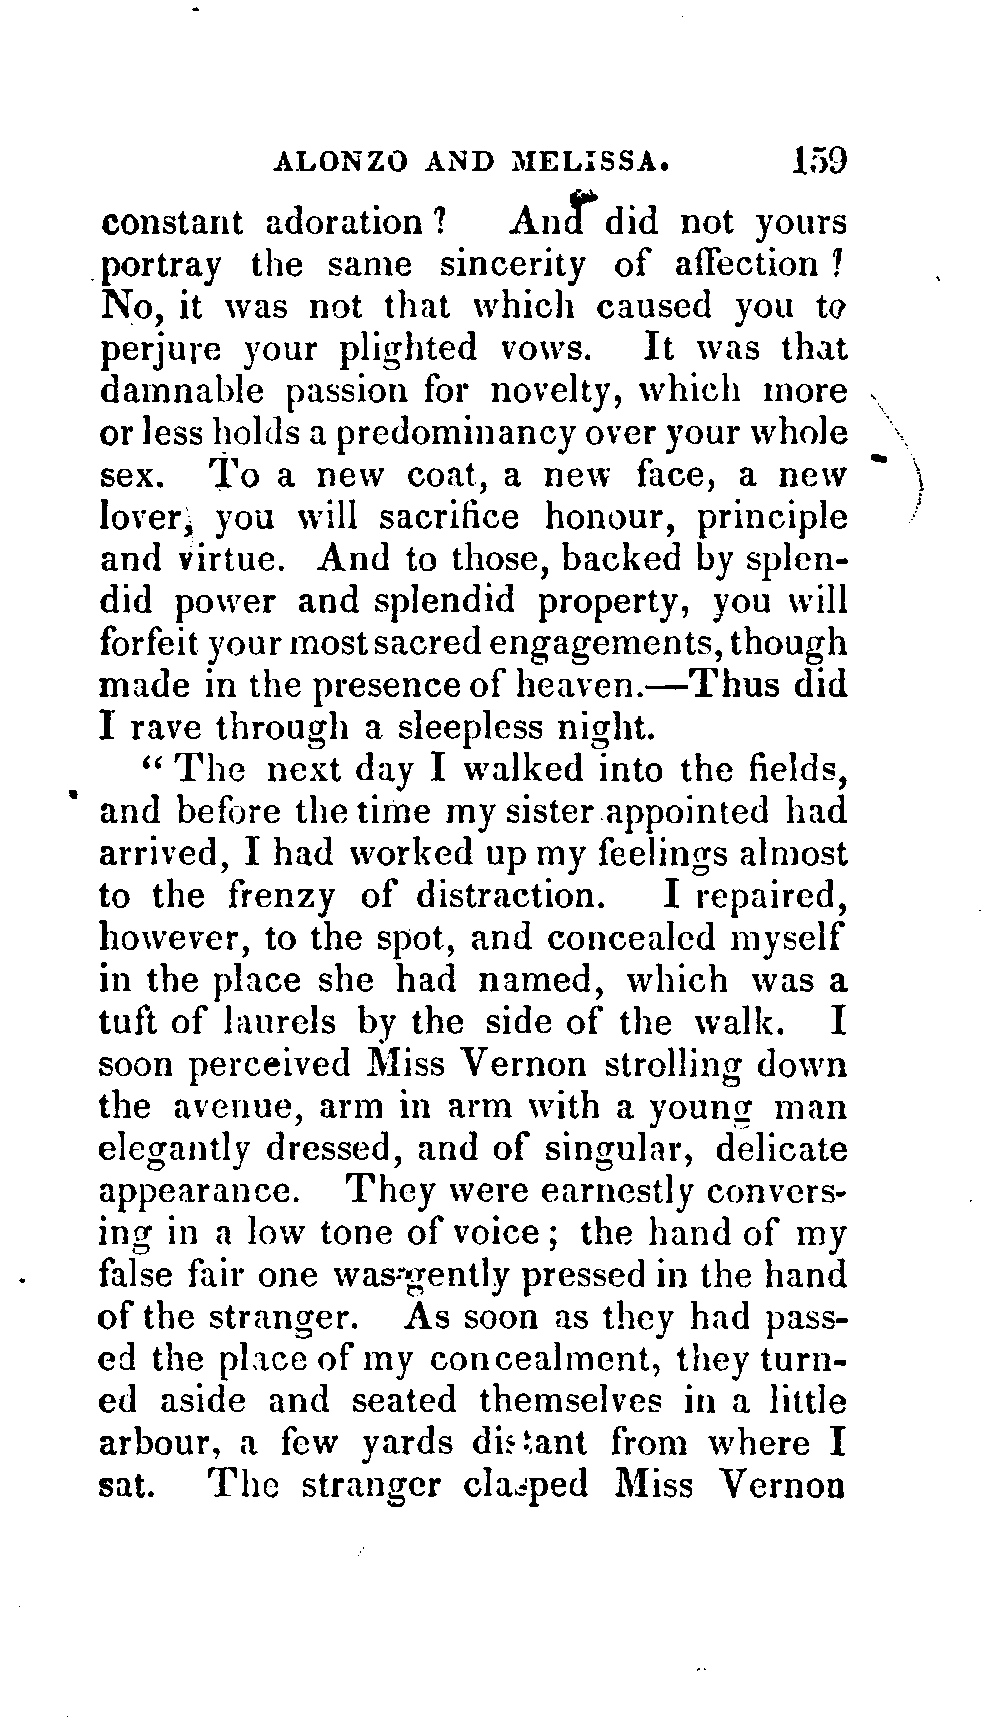 ALONZO AND MELISSA. 159
constant adoration? And did not yours
portray the same sincerity of affection?
No, it was not that which caused you to
perjure your plighted vows. It was that
damnable passion for novelty, which more
or less holds a predominancy over your whole
sex. To a new coat, a new face, a new
lover, you will sacrifice honour, principle
and virtue. And to those, backed by splen-
did power and splendid property, you will
forfeit your most sacred engagements, though
made in the presence of heaven.—Thus did
I rave through a sleepless night.
“ The next day I walked into the fields,
and before the time my sister appointed had
arrived, I had worked up my feelings almost
to the frenzy of distraction. I repaired,
however, to the spot, and concealed myself
in the place she had named, which was a
tuft of laurels by the side of the walk. I
soon perceived Miss Vernon strolling down
the avenue, arm in arm with a young man
elegantly dressed, and of singular, delicate
appearance. They were earnestly convers-
ing in a low tone of voice; the hand of my
false fair one was gently pressed in the hand
of the stranger. As soon as they had pass-
ed the place of my concealment, they turn-
ed aside and seated themselves in a little
arbour, a few yards distant from where I
sat. The stranger clasped Miss Vernon